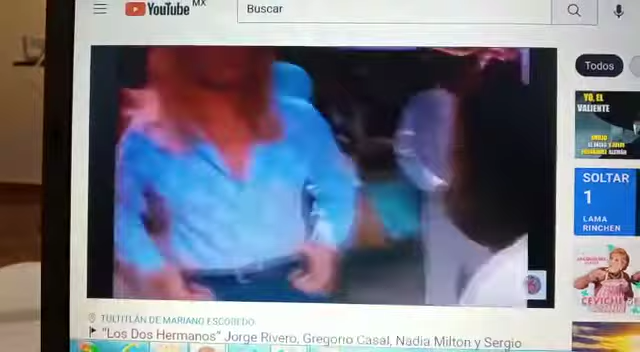 YouTube MX
Buscar
Todos
YO, EL
VALIENTE
SOLTAR
1
LAMA
RINCHEN
CEVICHE
TULTITLÁN DE MARIANO ESCOBEDO
"Los Dos Hermanos" Jorge Rivero, Gregorio Casal, Nadia Milton y Sergio